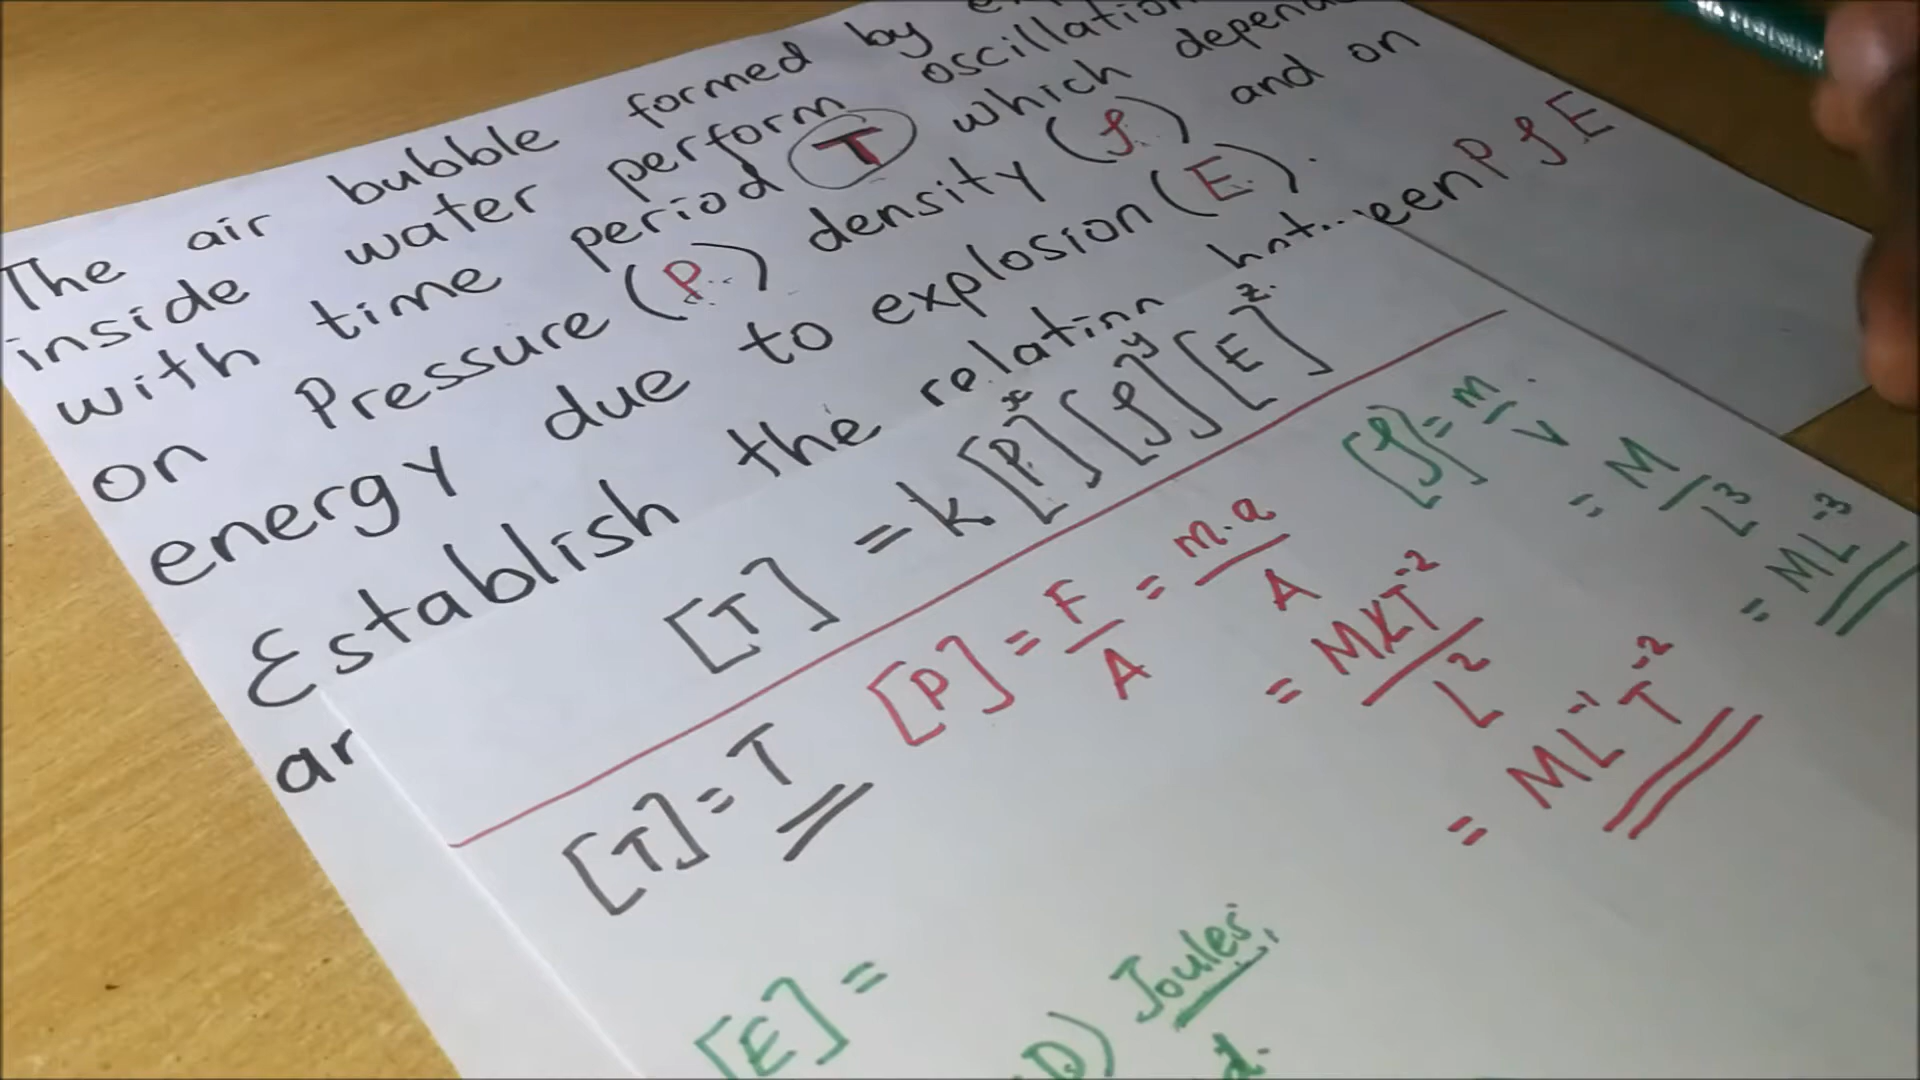 The air bubble formed by
inside water perform oscillation
with time period T which depend
on Pressure (P) density (ρ) and on
energy due to explosion (E).
Establish the relation between P ρ E
ar
[T] = k [P]^x [ρ]^y [E]^z
[T] = T
[P] = F/A = m.a/A
= MLT^-2/L^2
= ML^-1 T^-2
[ρ] = m/v
= M/L^3
= ML^-3
[E] =
D) Joules
d.